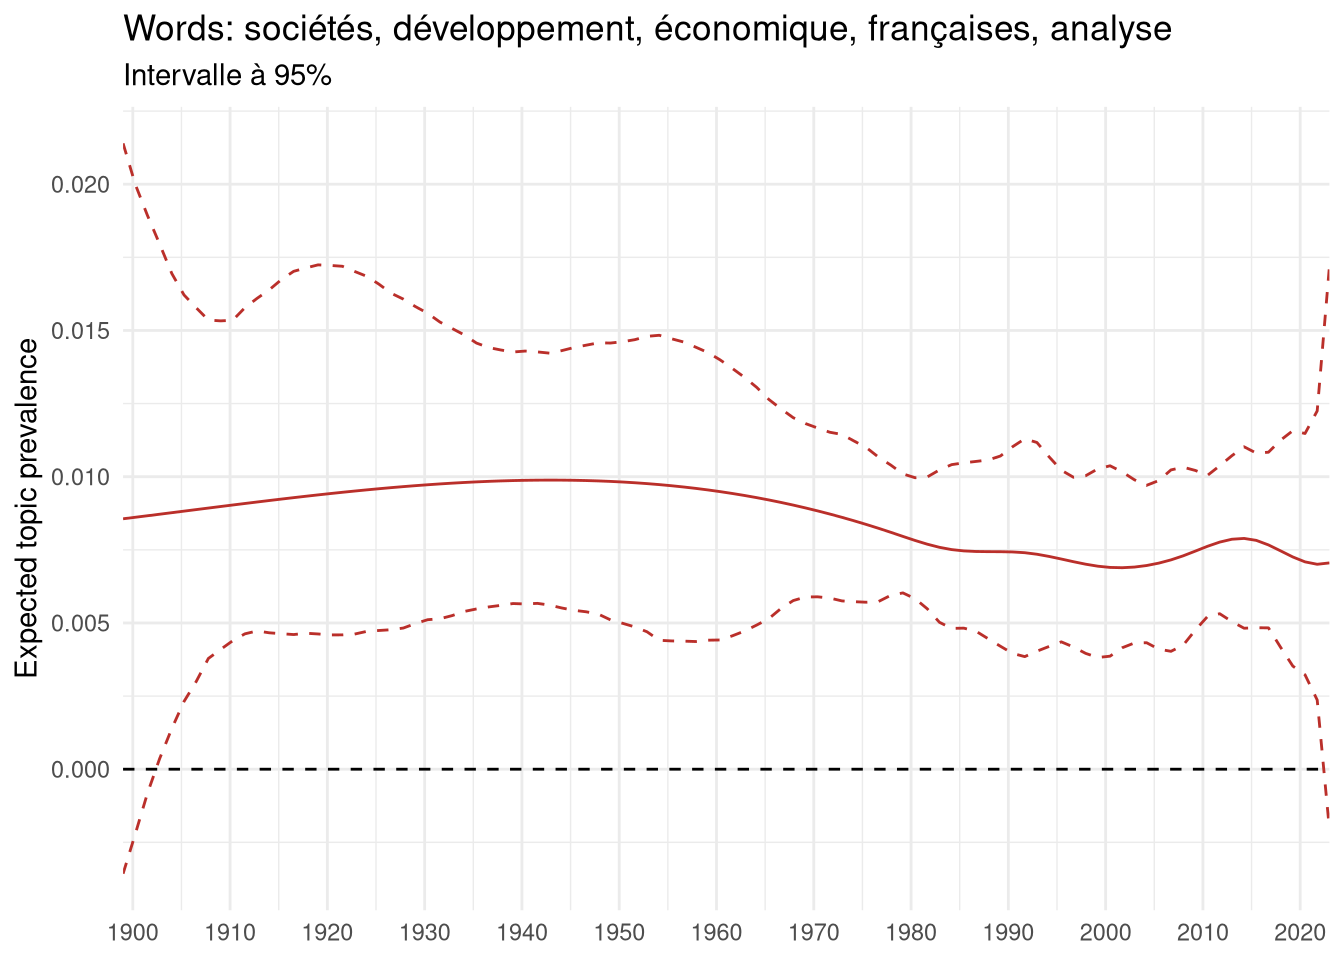 Words: sociétés, développement, économique, françaises, analyse
Intervalle à 95%
Expected topic prevalence
0.020
0.015
0.010
0.005
0.000
1900 1910 1920 1930 1940 1950 1960 1970 1980 1990 2000 2010 2020